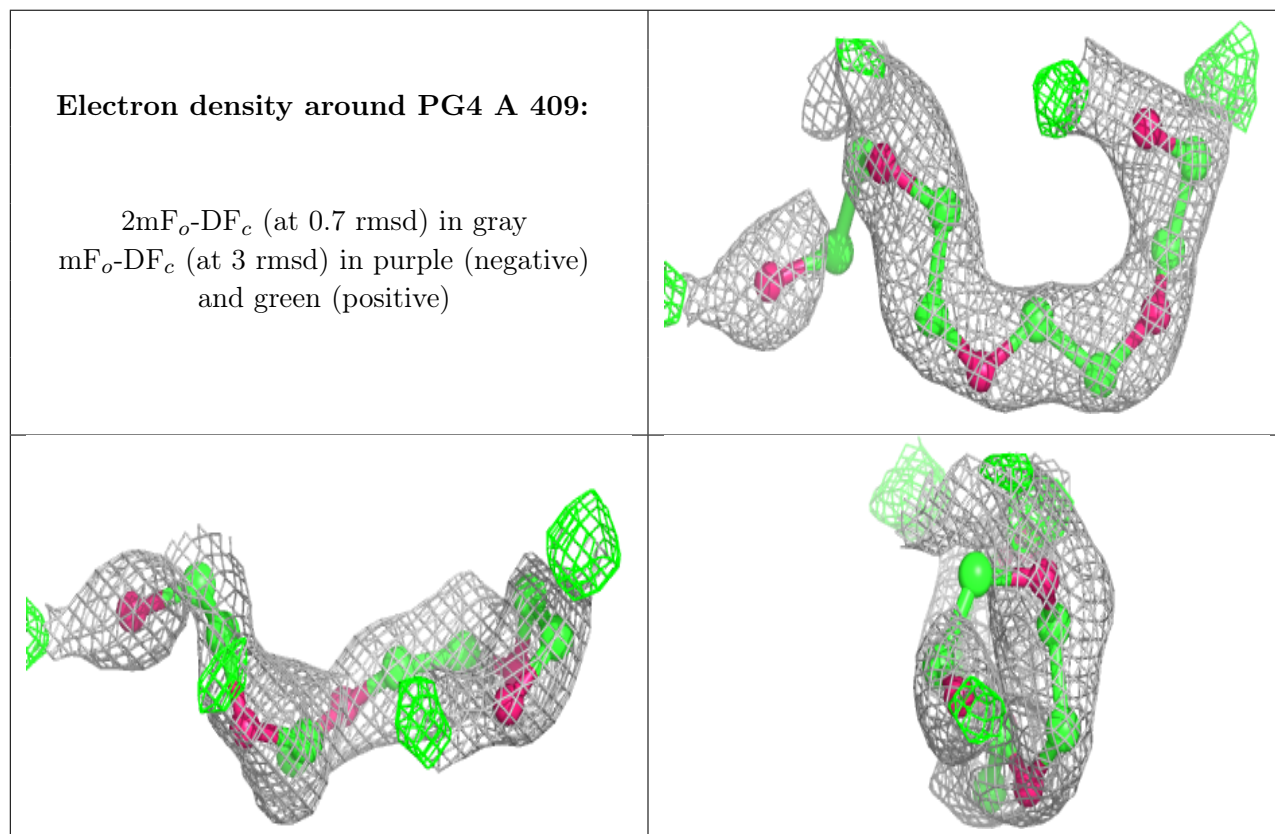 Electron density around PG4 A 409:
2mFo-DFc (at 0.7 rmsd) in gray
mFo-DFc (at 3 rmsd) in purple (negative)
and green (positive)